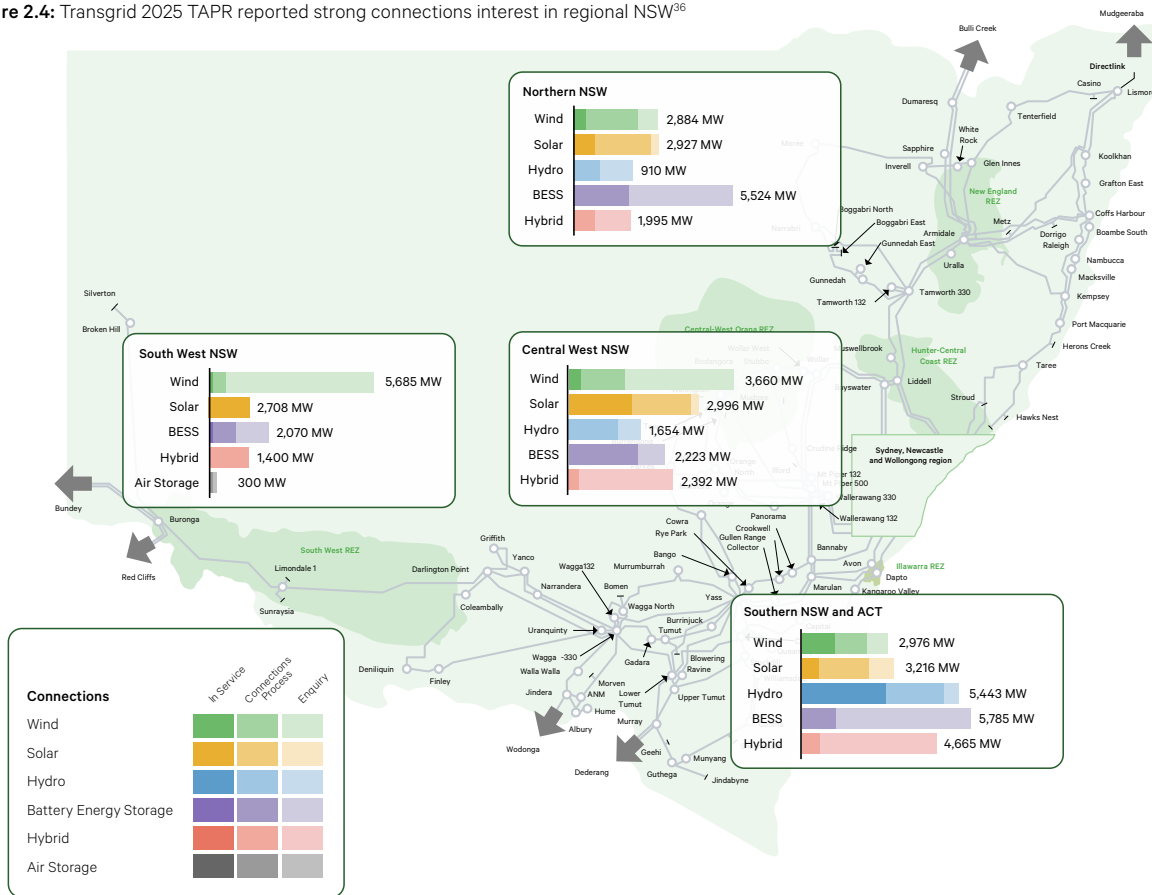 re 2.4: Transgrid 2025 TAPR reported strong connections interest in regional NSW36
Mudgeeraba
Bulli Creek
Directlink
Casino
Lismor
Dumaresq
Tenterfield
White
Rock
Sapphire
Inverell
Glen Innes
Koolkhan
Grafton East
New England
REZ
Coffs Harbour
Boambe South
Metz
Dorrigo
Raleigh
Armidale
Nambucca
Macksville
Uralla
Kempsey
Boggabri North
Boggabri East
Gunnedah East
Gunnedah
Tamworth 132
Tamworth 330
Port Macquarie
Herons Creek
Taree
Northern NSW
Wind 2,884 MW
Solar 2,927 MW
Hydro 910 MW
BESS 5,524 MW
Hybrid 1,995 MW
Moree
Narrabri
Silverton
Broken Hill
South West NSW
Wind 5,685 MW
Solar 2,708 MW
BESS 2,070 MW
Hybrid 1,400 MW
Air Storage 300 MW
Central-West Orana REZ
Central West NSW
Wind 3,660 MW
Solar 2,996 MW
Hydro 1,654 MW
BESS 2,223 MW
Hybrid 2,392 MW
Wollar West
Wollar
Crudine Ridge
Mt Piper 132
Mt Piper 500
Wallerawang 330
Wallerawang 132
Muswellbrook
Hunter-Central
Coast REZ
Bayswater
Liddell
Stroud
Hawks Nest
Sydney, Newcastle
and Wollongong region
Bundey
Buronga
Red Cliffs
South West REZ
Limondale 1
Sunraysia
Darlington Point
Griffith
Yanco
Coleambally
Narrandera
Deniliquin
Finley
Wagga132
Bomen
Murrumburrah
Wagga North
Uranquinty
Wagga -330
Walla Walla
Morven
Jindera
ANM
Hume
Albury
Wodonga
Cowra
Rye Park
Bango
Panorama
Crookwell
Gullen Range
Collector
Yass
Burrinjuck
Tumut
Gadara
Blowering
Ravine
Lower
Tumut
Upper Tumut
Murray
Dederang
Geehi
Guthega
Munyang
Jindabyne
Bannaby
Avon
Marulan
Illawarra REZ
Dapto
Kangaroo Valley
Southern NSW and ACT
Wind 2,976 MW
Solar 3,216 MW
Hydro 5,443 MW
BESS 5,785 MW
Hybrid 4,665 MW
Connections
In Service
Connections
Process
Enquiry
Wind
Solar
Hydro
Battery Energy Storage
Hybrid
Air Storage